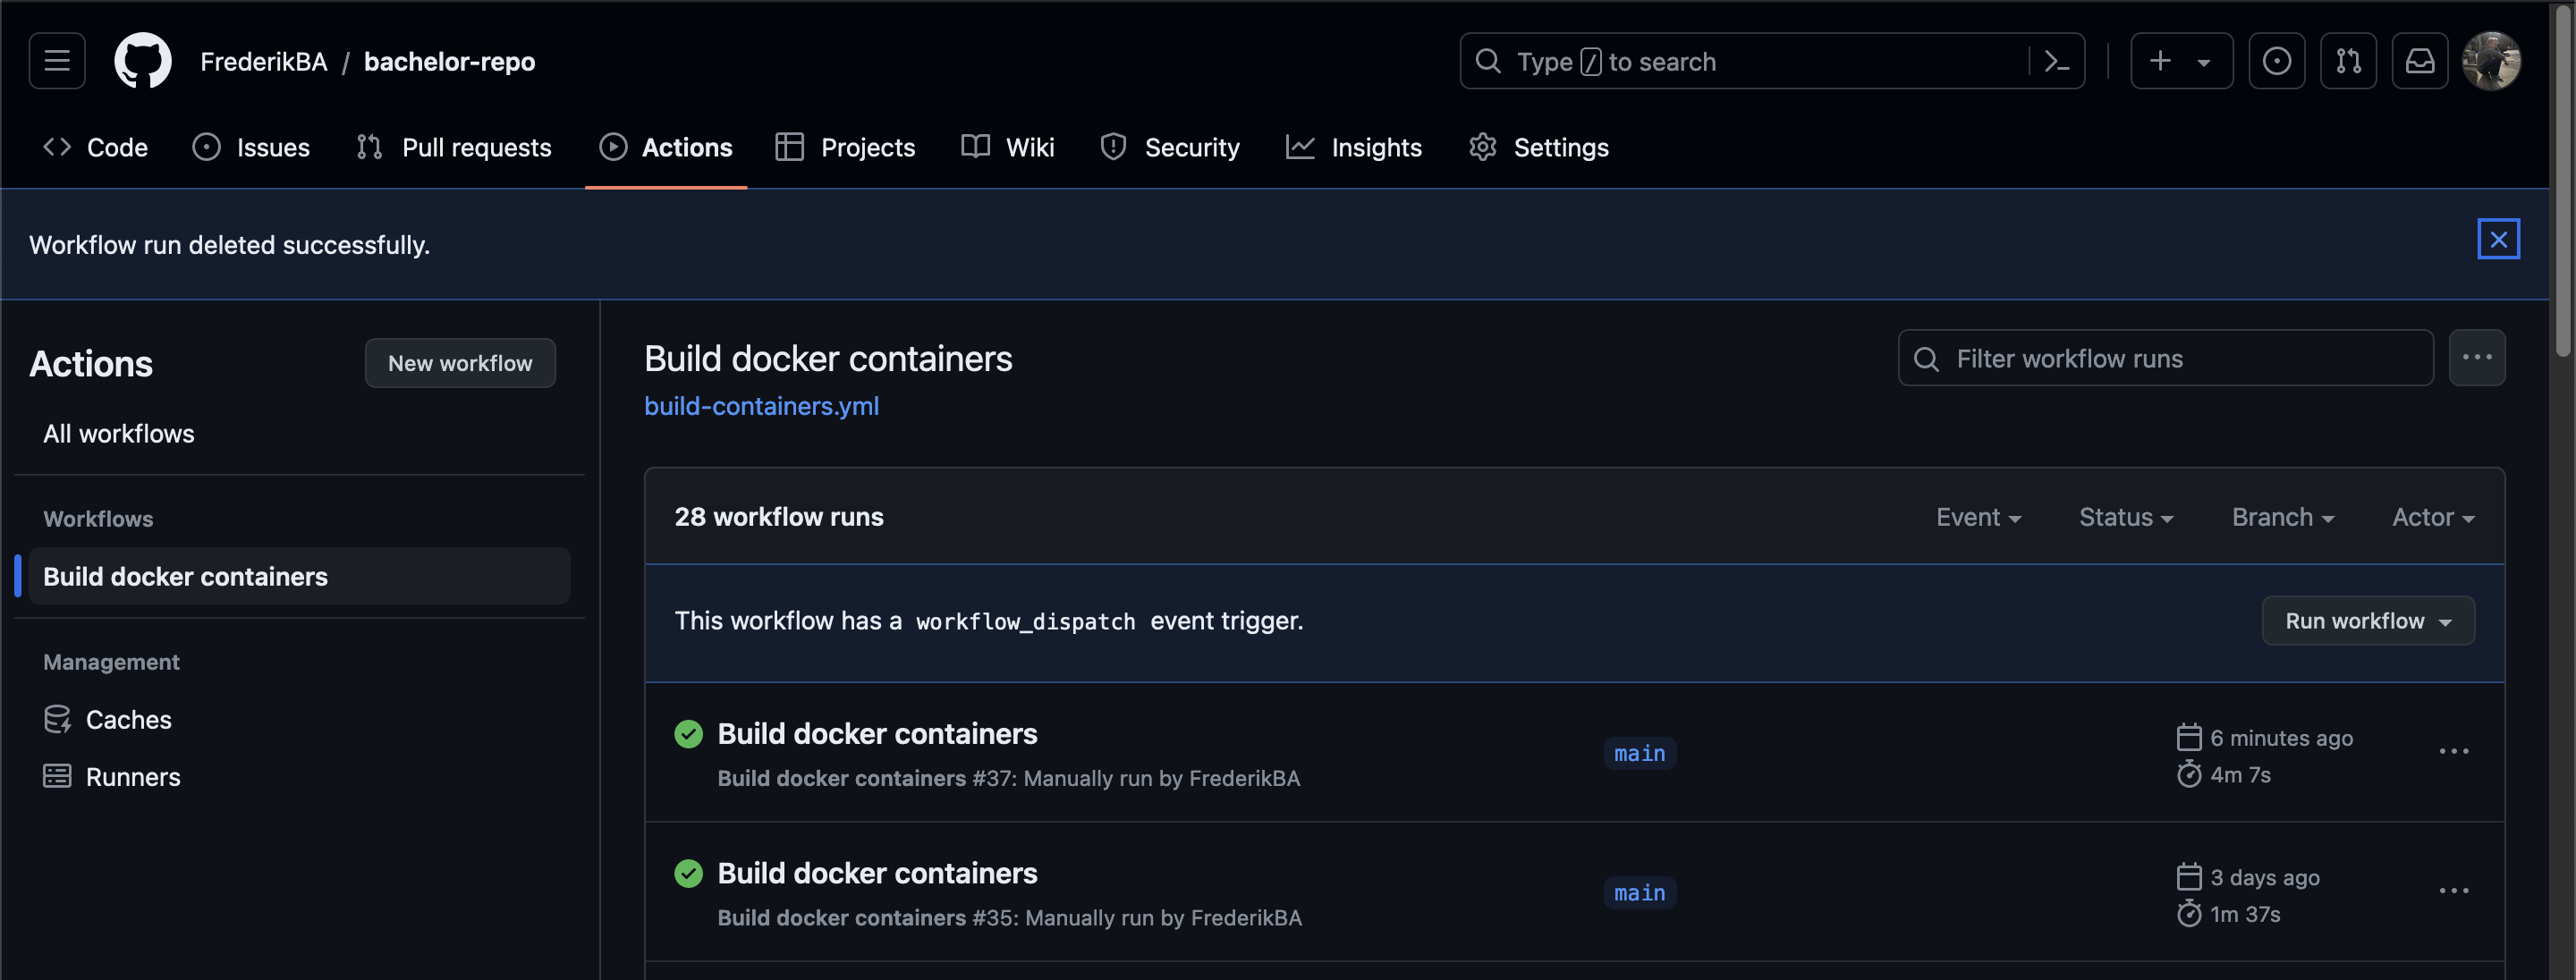 FrederikBA / bachelor-repo
Type / to search
Code
Issues
Pull requests
Actions
Projects
Wiki
Security
Insights
Settings
Workflow run deleted successfully.
Actions
New workflow
All workflows
Workflows
Build docker containers
Management
Caches
Runners
Build docker containers
build-containers.yml
Filter workflow runs
28 workflow runs
Event
Status
Branch
Actor
This workflow has a workflow_dispatch event trigger.
Run workflow
Build docker containers
Build docker containers #37: Manually run by FrederikBA
main
6 minutes ago
4m 7s
Build docker containers
Build docker containers #35: Manually run by FrederikBA
main
3 days ago
1m 37s